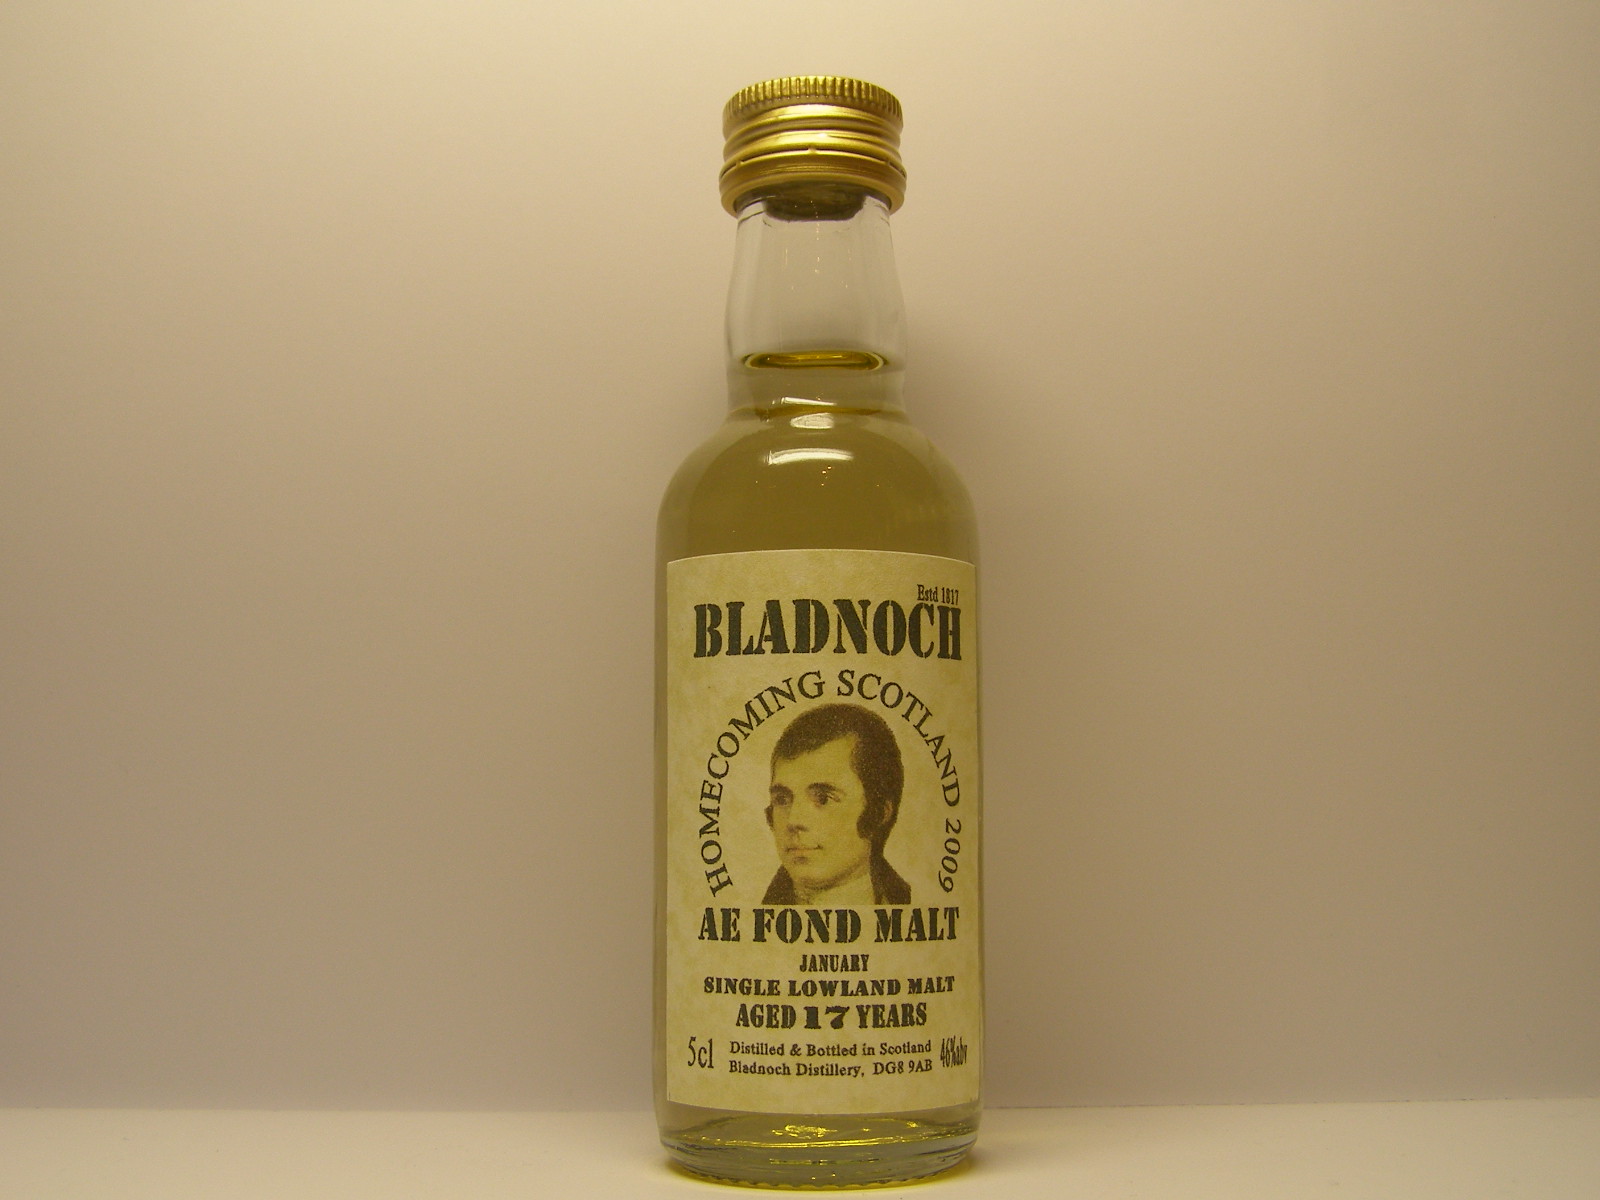 Estd 1817
BLADNOCH
HOMECOMING SCOTLAND 2009
AE FOND MALT
JANUARY
SINGLE LOWLAND MALT
AGED 17 YEARS
5cl
Distilled & Bottled in Scotland
Bladnoch Distillery, DG8 9AB
46%abv